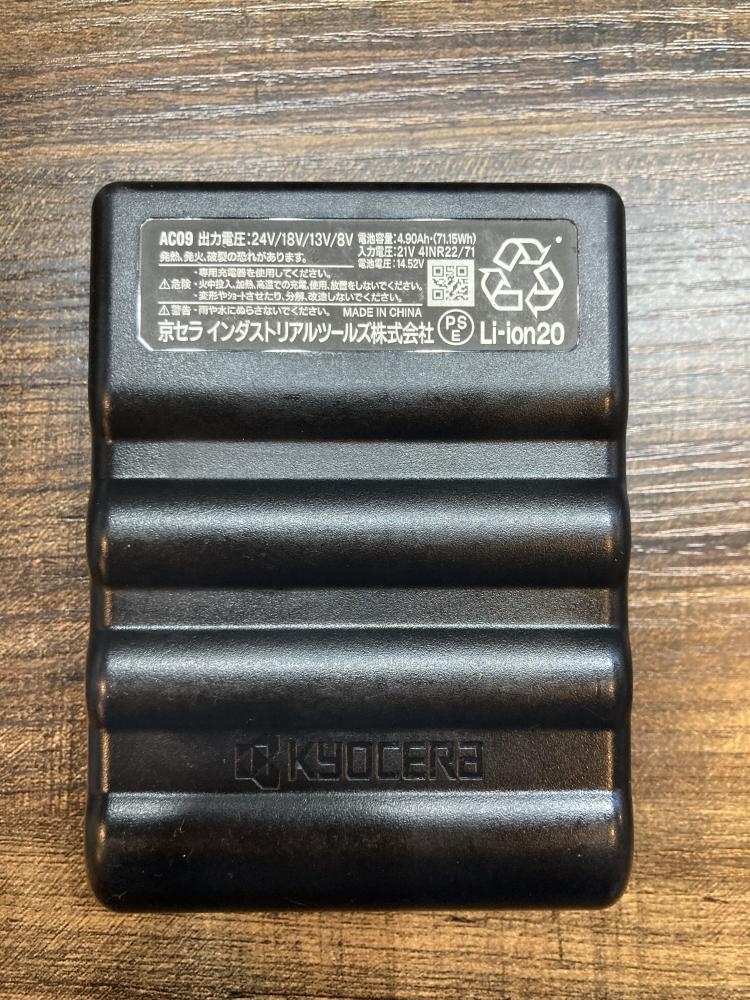 AC09 出力電圧:24V/18V/13V/8V 電池容量:4.90Ah・(71.15Wh)
発熱、発火、破裂の恐れがあります。 入力電圧:21V 4INR22/71
電池電圧:14.52V
⚠危険・専用充電器を使用してください。
・火中投入、加熱、高温での充電、使用、放置をしないでください。
・変形やショートさせたり、分解、改造しないでください。
⚠警告・雨や水にぬらさないでください。 MADE IN CHINA
京セラ インダストリアルツールズ株式会社 PSE Li-ion20
KYOCERA